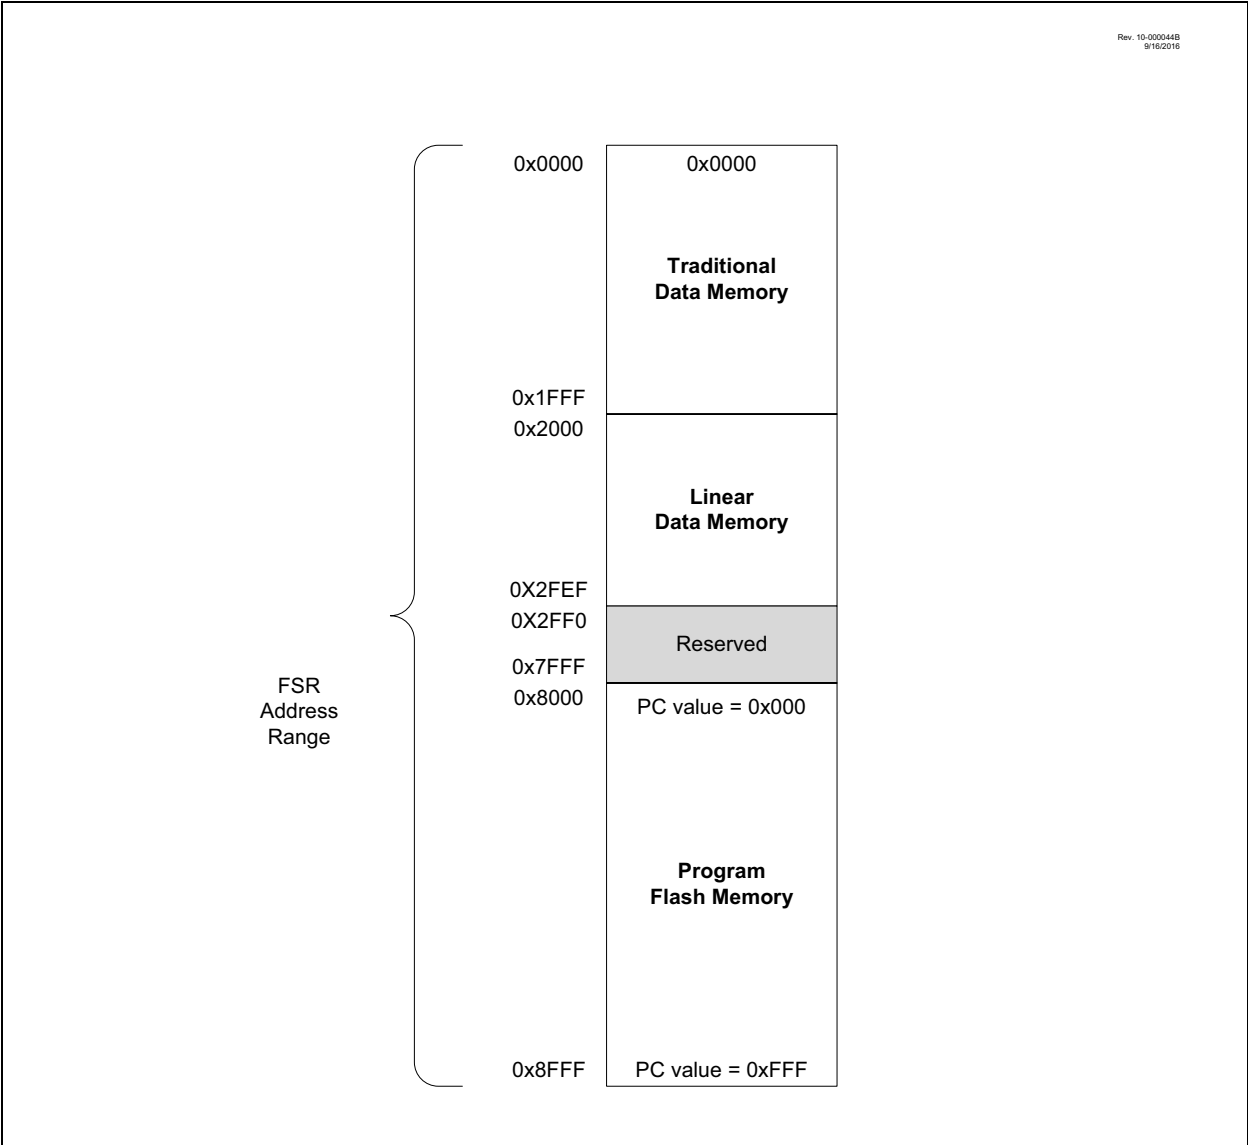 Rev. 10-000044B
9/16/2016
0x0000
0x0000
Traditional
Data Memory
0x1FFF
0x2000
Linear
Data Memory
0X2FEF
0X2FF0
Reserved
0x7FFF
0x8000
PC value = 0x000
FSR
Address
Range
Program
Flash Memory
0x8FFF
PC value = 0xFFF